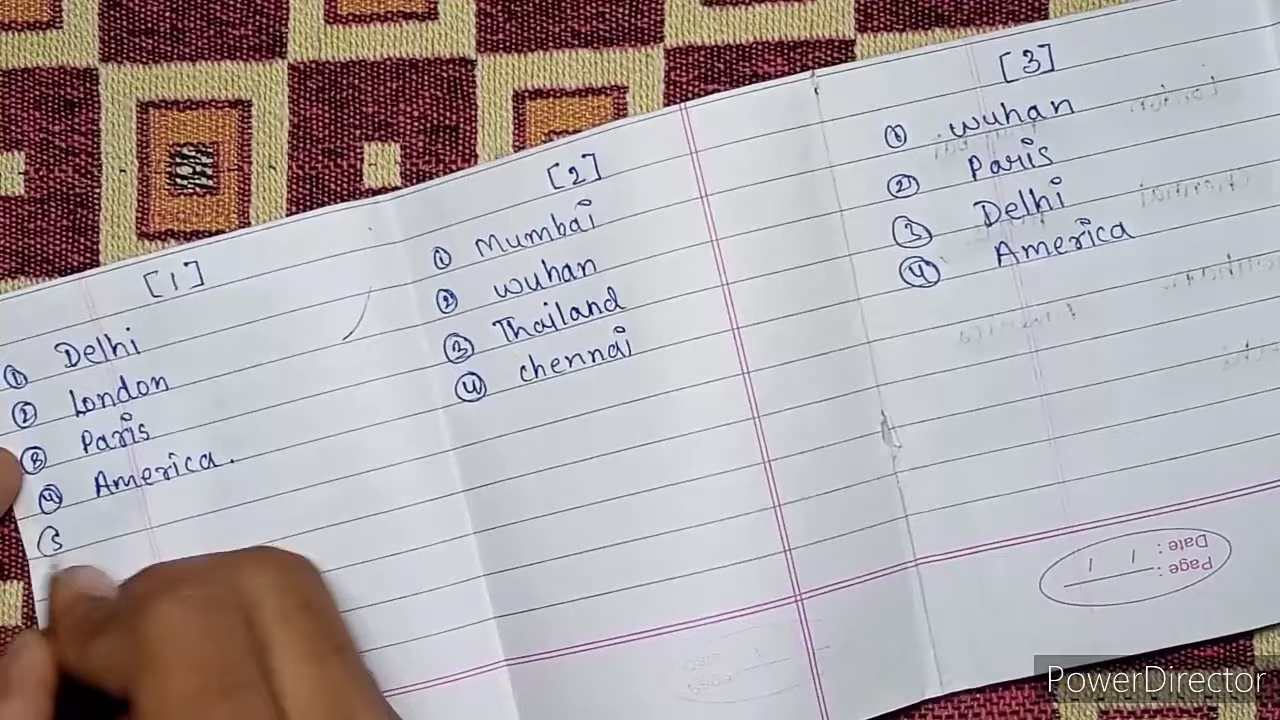 [1]
① Delhi
② London
③ Paris
④ America.
[2]
① Mumbai
② wuhan
③ Thailand
④ chennai
[3]
① wuhan
② Paris
③ Delhi
④ America
Page :
Date :
PowerDirector